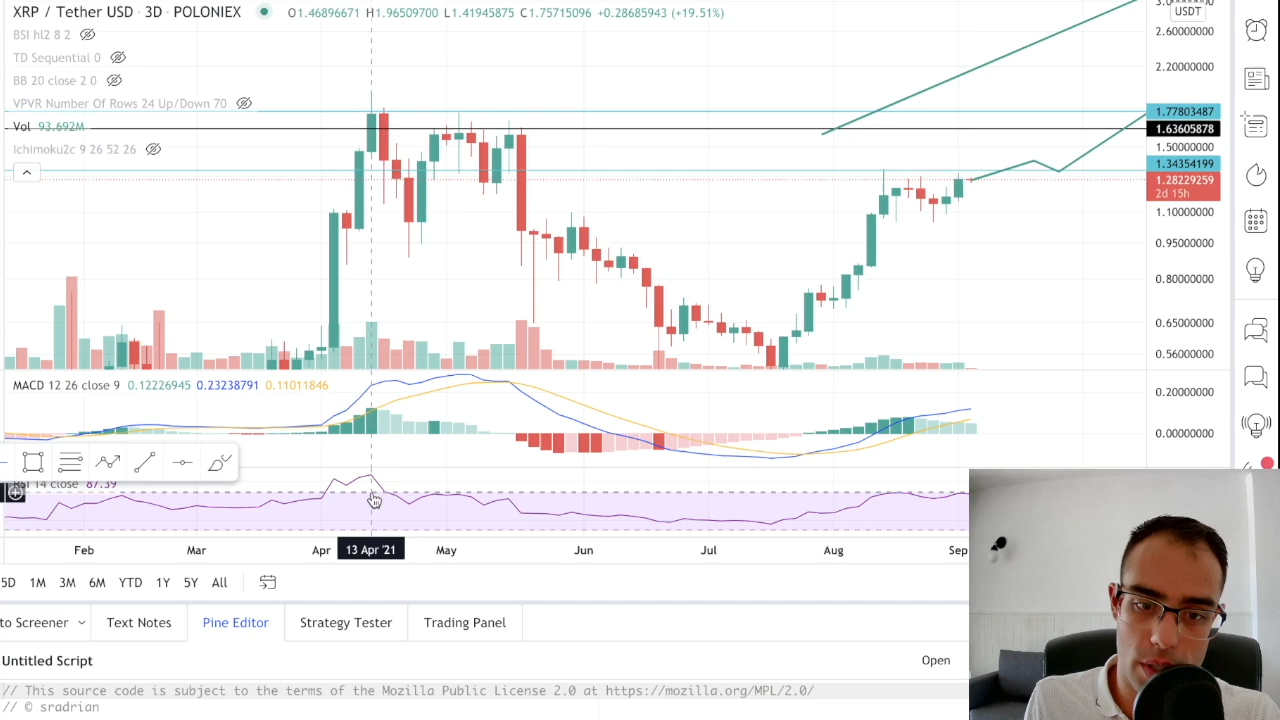 XRP / Tether USD · 3D · POLONIEX O1.46896671 H1.96509700 L1.41945875 C1.75715096 +0.28685943 (+19.51%)
USDT
BSI hl2 8 2
TD Sequential 0
BB 20 close 2 0
VPVR Number Of Rows 24 Up/Down 70
Vol 93.692M
Ichimoku2c 9 26 52 26
2.60000000
2.20000000
1.77803487
1.63605878
1.50000000
1.34354199
1.28229259
2d 15h
1.10000000
0.95000000
0.80000000
0.65000000
0.56000000
MACD 12 26 close 9 0.12226945 0.23238791 0.11011846
0.20000000
0.00000000
RSI 14 close 87.39
Feb Mar Apr 13 Apr '21 May Jun Jul Aug Sep
5D 1M 3M 6M YTD 1Y 5Y All
to Screener Text Notes Pine Editor Strategy Tester Trading Panel
Untitled Script Open
// This source code is subject to the terms of the Mozilla Public License 2.0 at https://mozilla.org/MPL/2.0/
// © sradrian